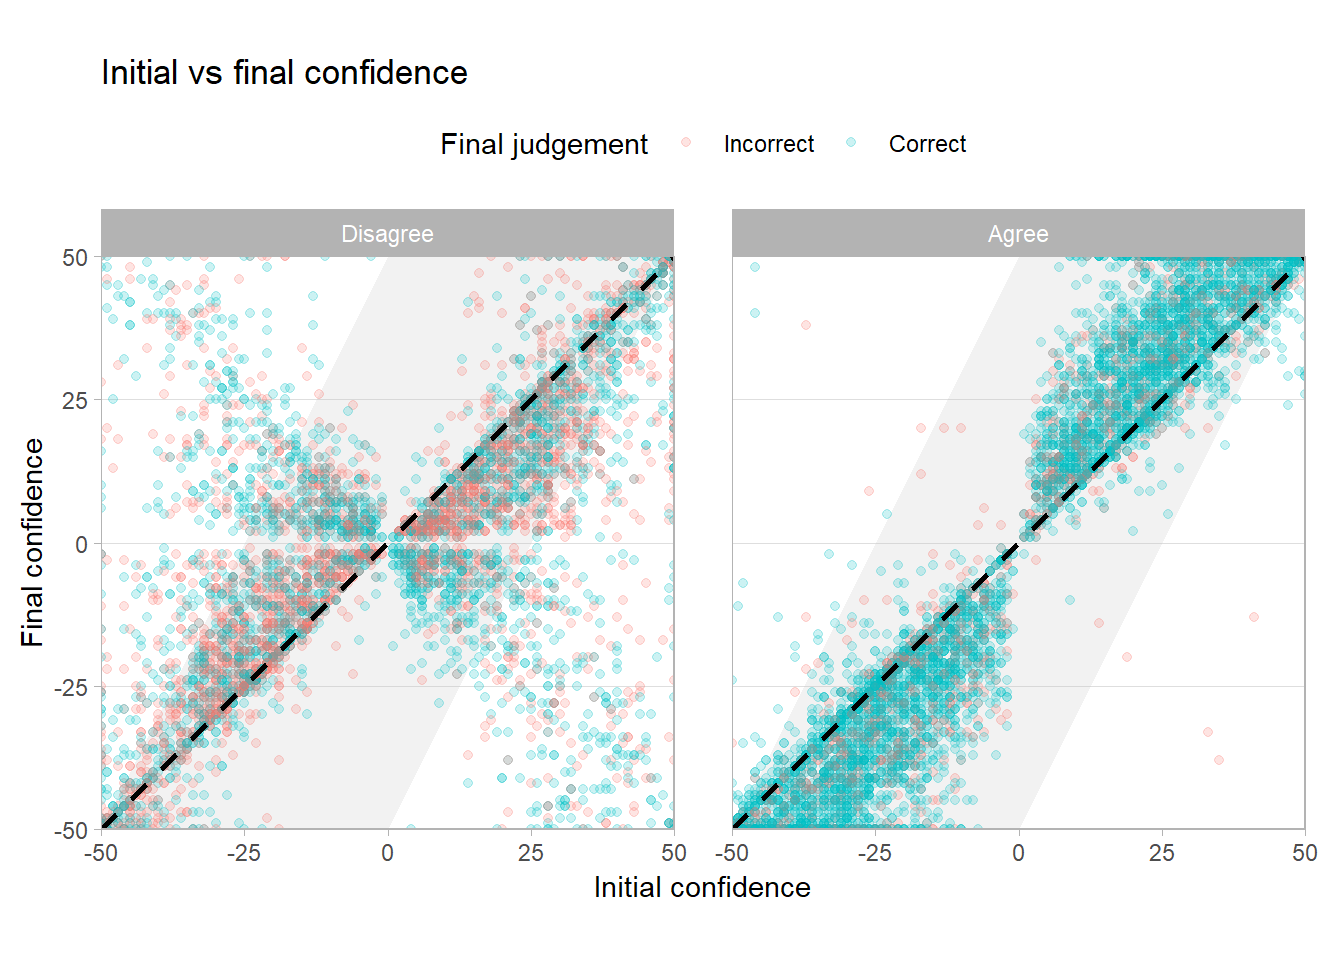 Initial vs final confidence
Final judgement Incorrect Correct
Disagree Agree
Final confidence
50
25
0
-25
-50
-50 -25 0 25 50 -50 -25 0 25 50
Initial confidence